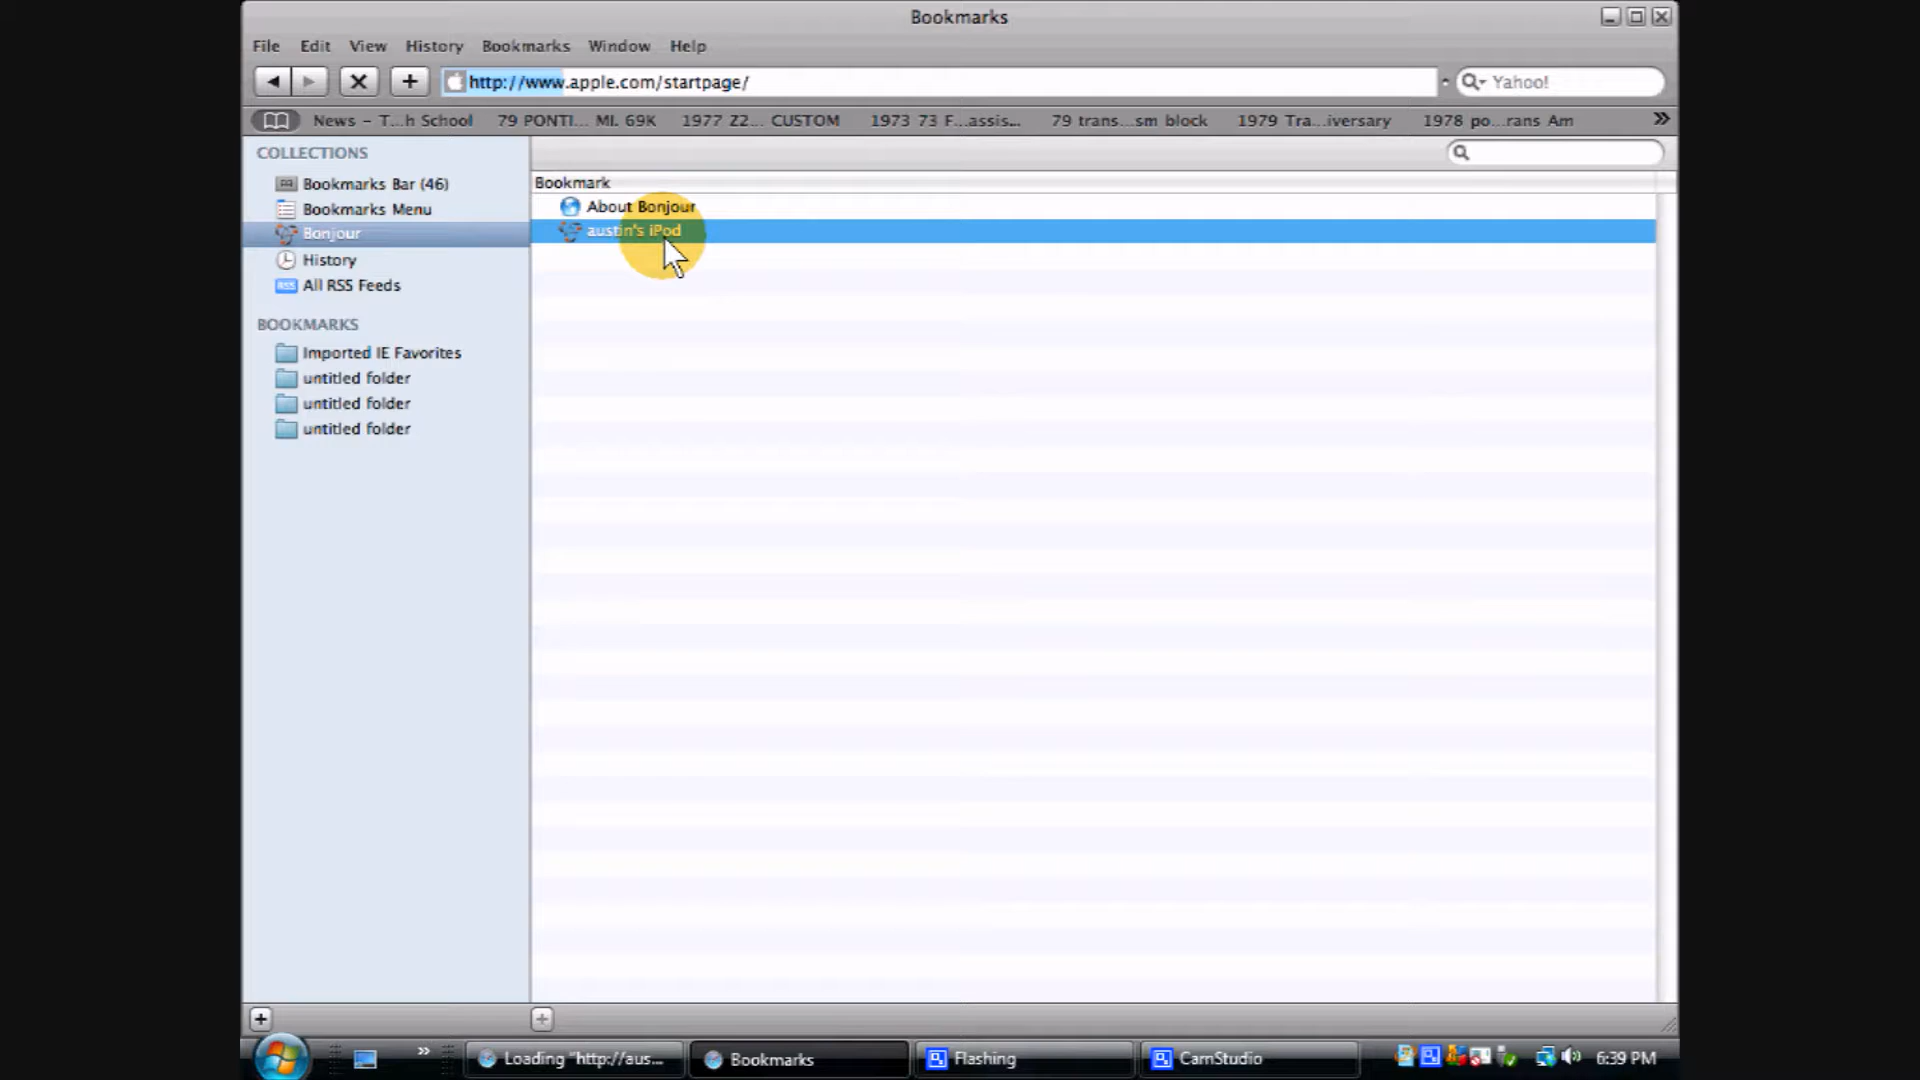 Bookmarks
File Edit View History Bookmarks Window Help
http://www.apple.com/startpage/
Yahoo!
News – T...h School 79 PONTI... MI. 69K 1977 Z2... CUSTOM 1973 73 F...assis... 79 trans...sm block 1979 Tra...iversary 1978 po...rans Am
COLLECTIONS
Bookmarks Bar (46)
Bookmarks Menu
Bonjour
History
RSS All RSS Feeds
BOOKMARKS
Imported IE Favorites
untitled folder
untitled folder
untitled folder
Bookmark
About Bonjour
austin's iPod
Loading "http://aus... Bookmarks Flashing CamStudio 6:39 PM